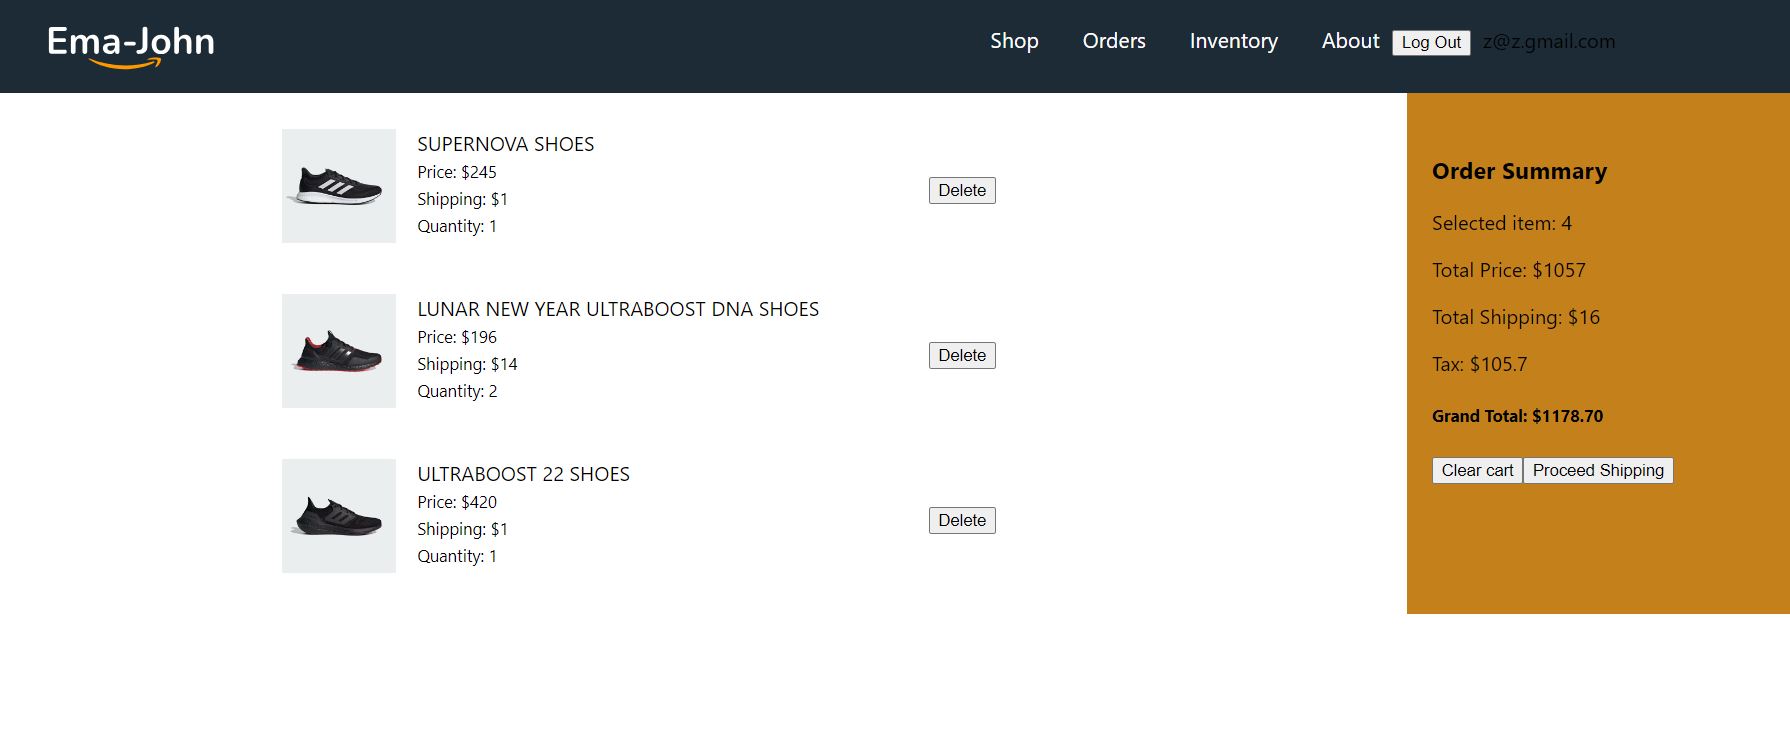 Ema-John
Shop Orders Inventory About Log Out z@z.gmail.com
SUPERNOVA SHOES
Price: $245
Shipping: $1
Quantity: 1
Delete
LUNAR NEW YEAR ULTRABOOST DNA SHOES
Price: $196
Shipping: $14
Quantity: 2
Delete
ULTRABOOST 22 SHOES
Price: $420
Shipping: $1
Quantity: 1
Delete
Order Summary
Selected item: 4
Total Price: $1057
Total Shipping: $16
Tax: $105.7
Grand Total: $1178.70
Clear cart Proceed Shipping